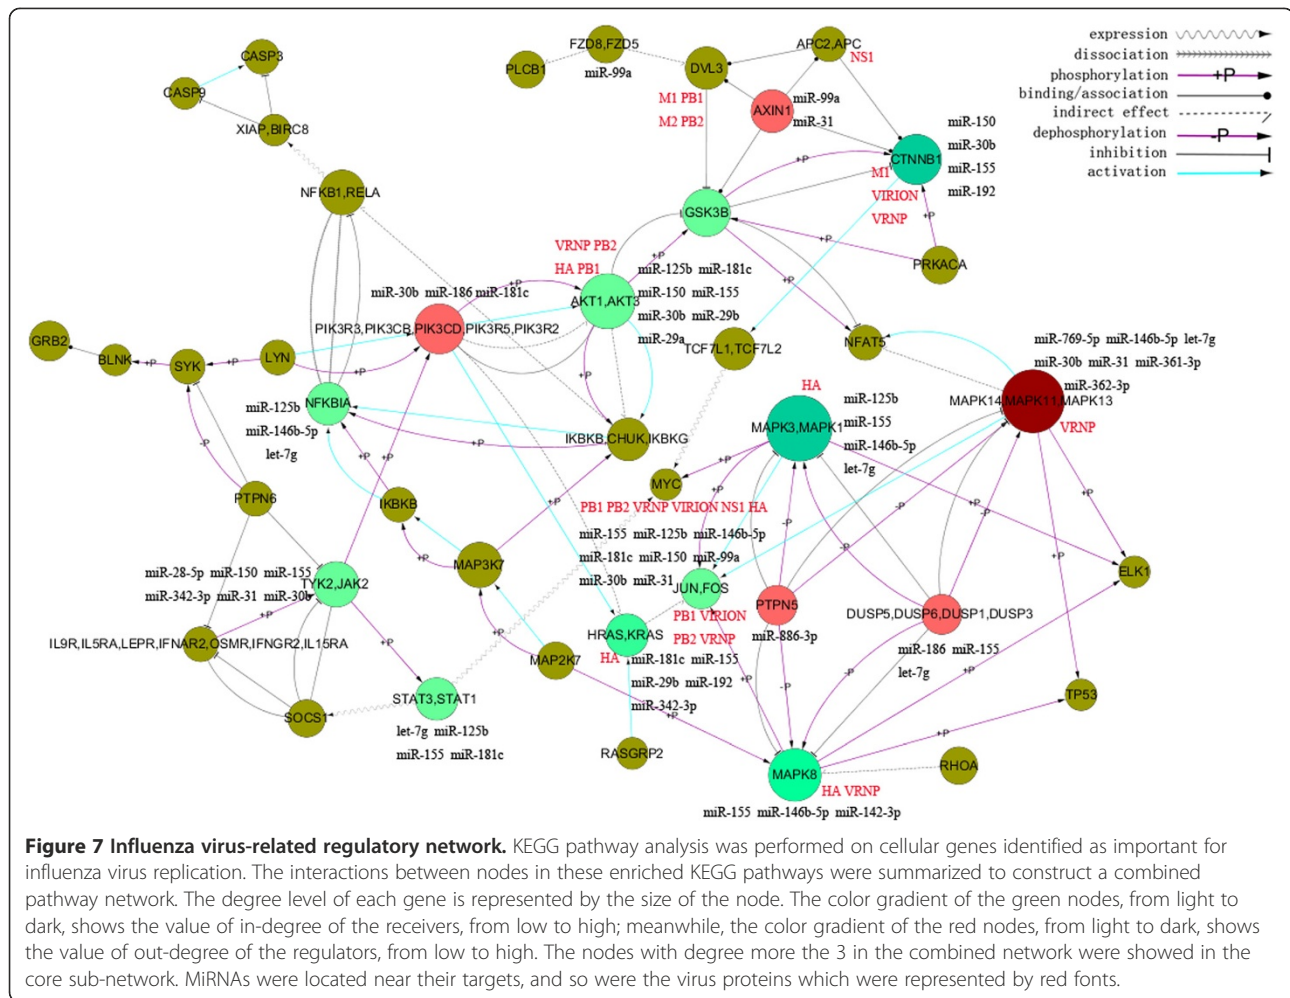 expression
dissociation
phosphorylation +P
binding/association
indirect effect
dephosphorylation -P
inhibition
activation
CASP3
CASP9
XIAP,BIRC8
NFKB1,RELA
FZD8,FZD5
miR-99a
PLCB1
DVL3
M1 PB1
M2 PB2
APC2,APC
NS1
AXIN1
miR-99a
miR-31
CTNNB1
miR-150
miR-30b
miR-155
miR-192
M1
VIRION
VRNP
+P
GSK3B
+P
+P
PRKACA
VRNP PB2
HA PB1
+P
+P
AKT1,AKT3
miR-125b miR-181c
miR-150 miR-155
miR-30b miR-29b
miR-29a
+P
miR-30b miR-186 miR-181c
PIK3R3,PIK3CB,PIK3CD,PIK3R5,PIK3R2
GRB2
BLNK
+P
SYK
+P
LYN
+P
TCF7L1,TCF7L2
NFAT5
miR-769-5p miR-146b-5p let-7g
miR-30b miR-31 miR-361-3p
miR-362-3p
MAPK14,MAPK11,MAPK13
VRNP
NFKBIA
miR-125b
miR-146b-5p
let-7g
+P
IKBKB,CHUK,IKBKG
+P
HA
MAPK3,MAPK1
miR-125b
miR-155
miR-146b-5p
let-7g
-P
+P
+P
PTPN6
IKBKB
+P
MYC
+P
+P
PB1 PB2 VRNP VIRION NS1 HA
miR-155 miR-125b miR-146b-5p
miR-181c miR-150 miR-99a
miR-30b miR-31
JUN,FOS
PB1 VIRION
PB2 VRNP
-P
-P
-P
-P
+P
+P
+P
MAP3K7
+P
ELK1
miR-28-5p miR-150 miR-155
miR-342-3p miR-31 miR-30b
TYK2,JAK2
+P
+P
IL9R,IL5RA,LEPR,IFNAR2,OSMR,IFNGR2,IL15RA
PTPN5
miR-886-3p
DUSP5,DUSP6,DUSP1,DUSP3
miR-186 miR-155
let-7g
HRAS,KRAS
HA
miR-181c miR-155
miR-29b miR-192
miR-342-3p
MAP2K7
+P
+P
+P
-P
-P
+P
+P
STAT3,STAT1
let-7g miR-125b
miR-155 miR-181c
SOCS1
RASGRP2
TP53
MAPK8
HA VRNP
miR-155 miR-146b-5p miR-142-3p
RHOA
Figure 7 Influenza virus-related regulatory network. KEGG pathway analysis was performed on cellular genes identified as important for
influenza virus replication. The interactions between nodes in these enriched KEGG pathways were summarized to construct a combined
pathway network. The degree level of each gene is represented by the size of the node. The color gradient of the green nodes, from light to
dark, shows the value of in-degree of the receivers, from low to high; meanwhile, the color gradient of the red nodes, from light to dark, shows
the value of out-degree of the regulators, from low to high. The nodes with degree more the 3 in the combined network were showed in the
core sub-network. MiRNAs were located near their targets, and so were the virus proteins which were represented by red fonts.